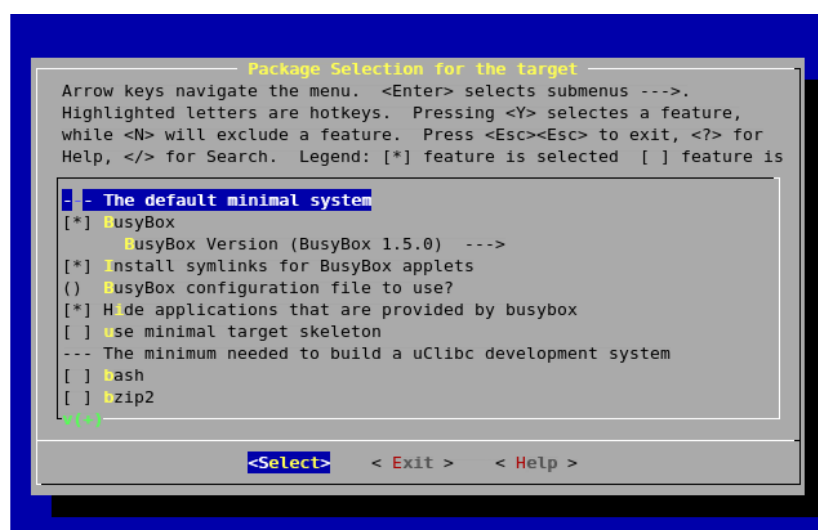 Package Selection for the target
Arrow keys navigate the menu.  <Enter> selects submenus --->.
Highlighted letters are hotkeys.  Pressing <Y> selectes a feature,
while <N> will exclude a feature.  Press <Esc><Esc> to exit, <?> for
Help, </> for Search.  Legend: [*] feature is selected  [ ] feature is
--- The default minimal system
[*] BusyBox
BusyBox Version (BusyBox 1.5.0)  --->
[*] Install symlinks for BusyBox applets
()  BusyBox configuration file to use?
[*] Hide applications that are provided by busybox
[ ] use minimal target skeleton
--- The minimum needed to build a uClibc development system
[ ] bash
[ ] bzip2
v(+)
<Select>    < Exit >    < Help >